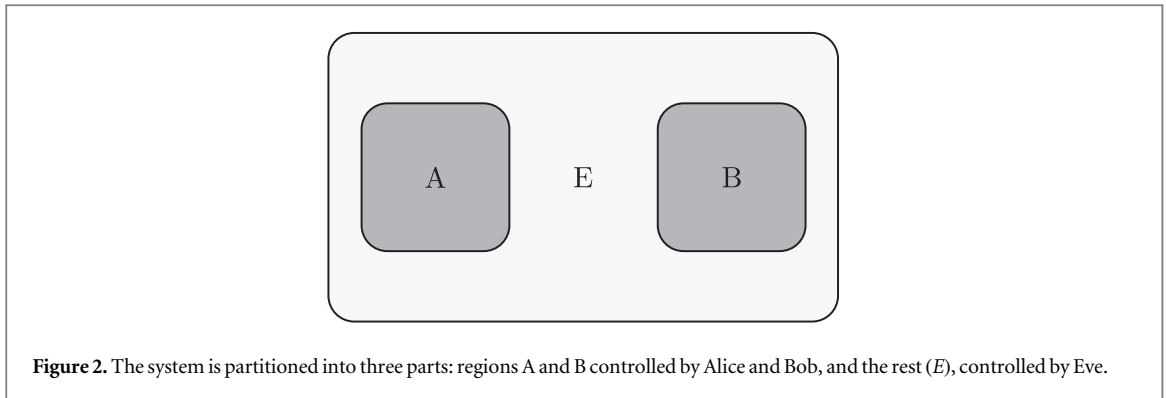 A E B
Figure 2. The system is partitioned into three parts: regions A and B controlled by Alice and Bob, and the rest (E), controlled by Eve.